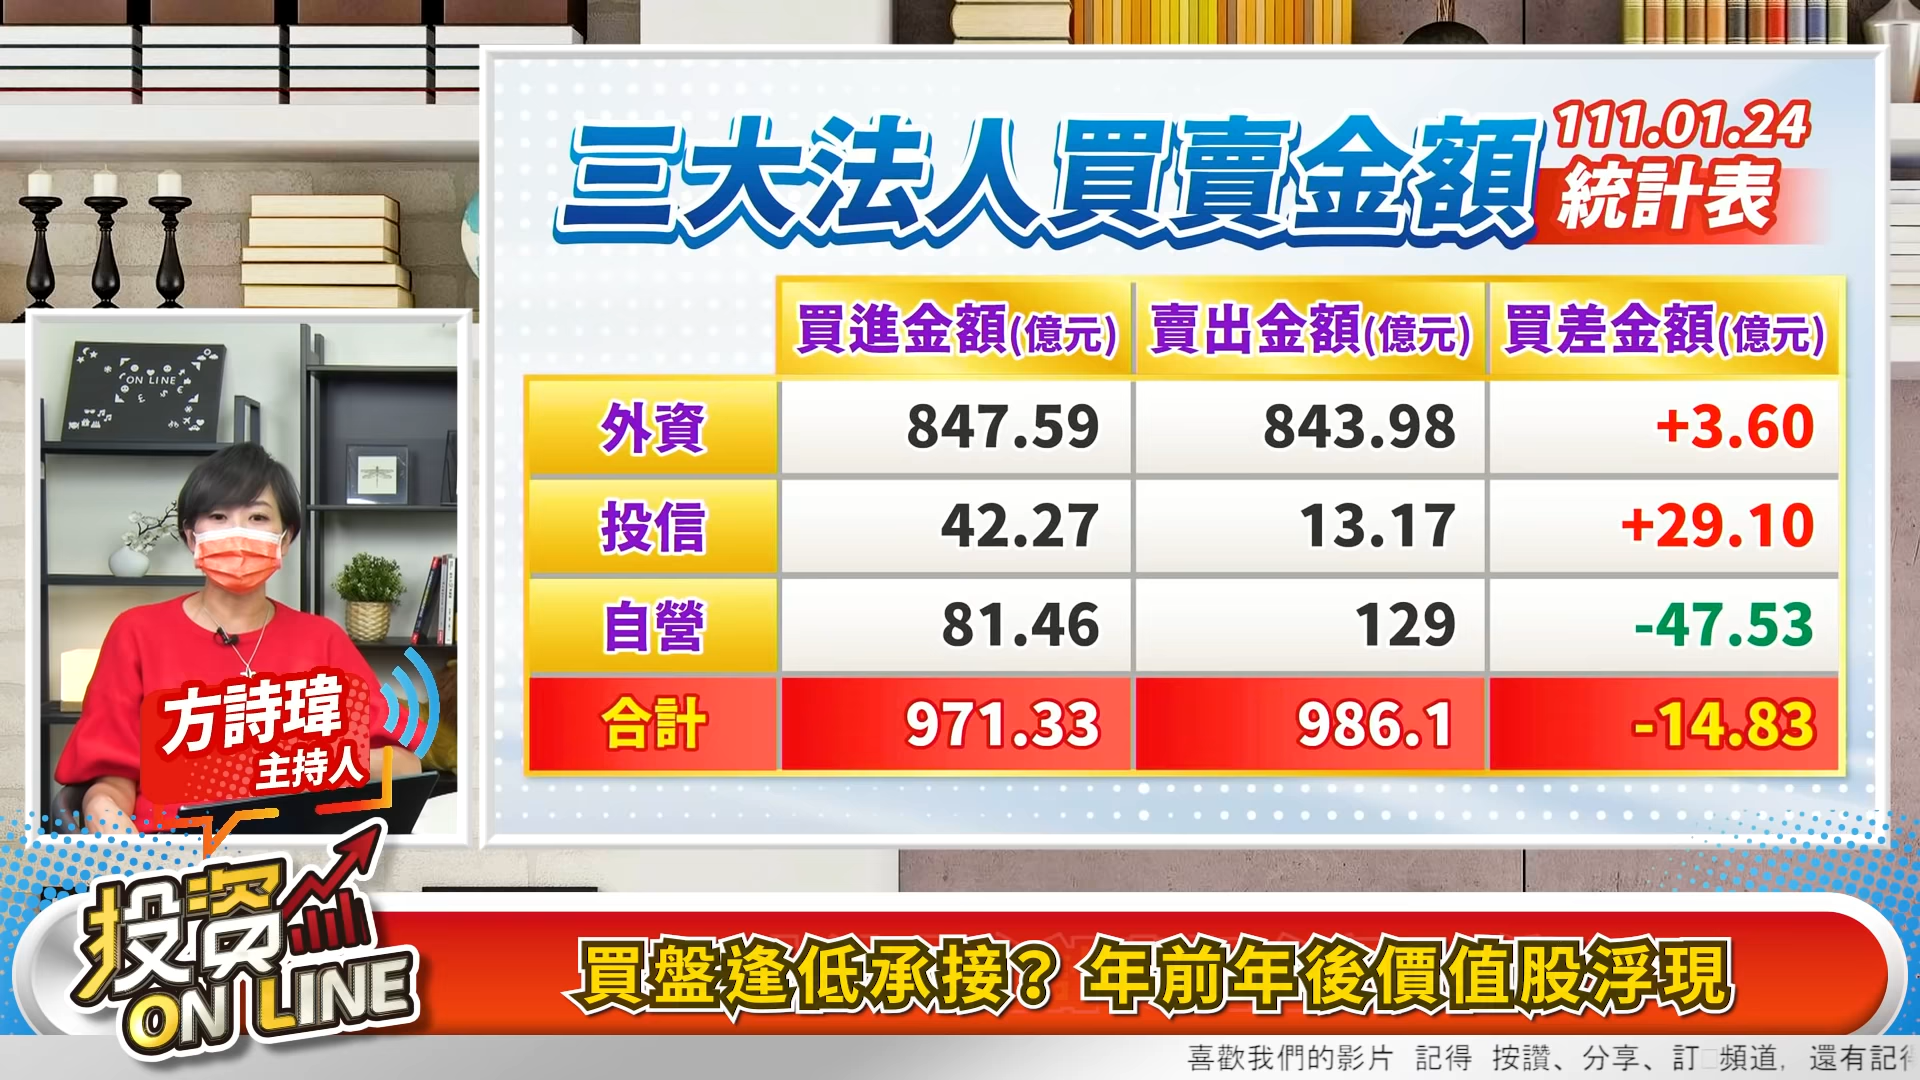 三大法人買賣金額
111.01.24
統計表
買進金額(億元) 賣出金額(億元) 買差金額(億元)
外資 847.59 843.98 +3.60
投信 42.27 13.17 +29.10
自營 81.46 129 -47.53
合計 971.33 986.1 -14.83
ON LINE
方詩瑋
主持人
投資
ON LINE
買盤逢低承接？年前年後價值股浮現
喜歡我們的影片 記得 按讚、分享、訂□頻道, 還有記得